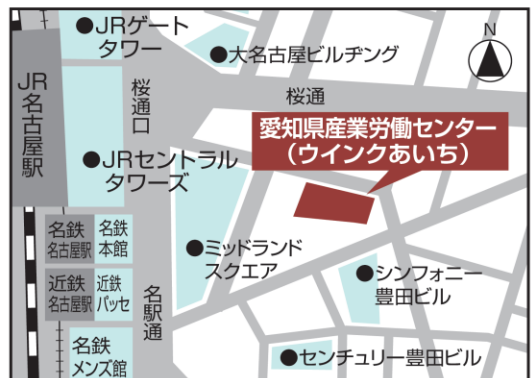 ●JRゲート
タワー
●大名古屋ビルヂング
N
JR名古屋駅
桜通口
桜通
愛知県産業労働センター
（ウインクあいち）
●JRセントラル
タワーズ
名鉄
名古屋駅
名鉄
本館
●ミッドランド
スクエア
近鉄
名古屋駅
近鉄
パッセ
名駅通
●シンフォニー
豊田ビル
名鉄
メンズ館
●センチュリー豊田ビル